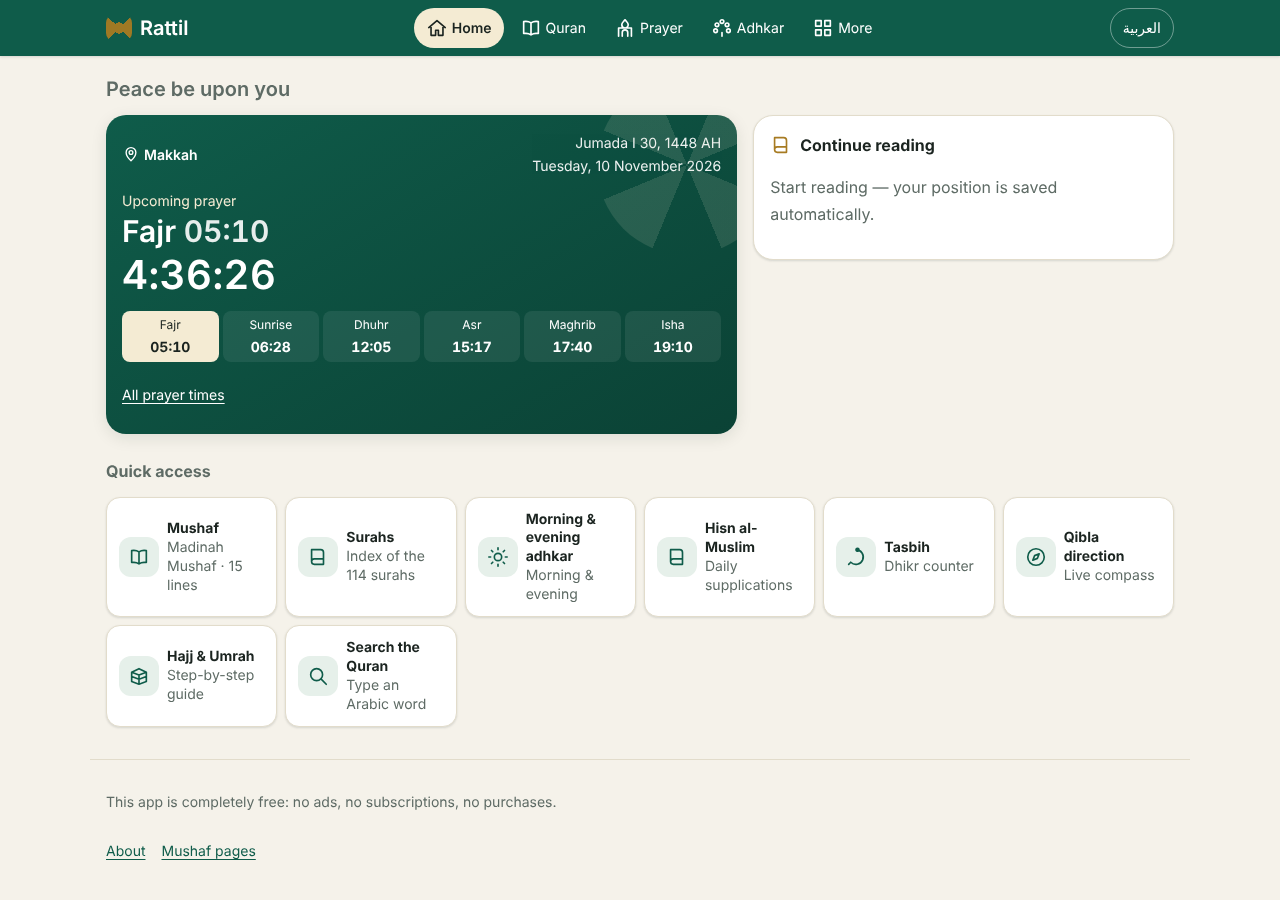 Rattil
Home
Quran
Prayer
Adhkar
More
العربية
Peace be upon you
Makkah
Jumada I 30, 1448 AH
Tuesday, 10 November 2026
Upcoming prayer
Fajr 05:10
4:36:26
Fajr
05:10
Sunrise
06:28
Dhuhr
12:05
Asr
15:17
Maghrib
17:40
Isha
19:10
All prayer times
Continue reading
Start reading — your position is saved
automatically.
Quick access
Mushaf
Madinah
Mushaf · 15
lines
Surahs
Index of the
114 surahs
Morning &
evening
adhkar
Morning &
evening
Hisn al-
Muslim
Daily
supplications
Tasbih
Dhikr counter
Qibla
direction
Live compass
Hajj & Umrah
Step-by-step
guide
Search the
Quran
Type an
Arabic word
This app is completely free: no ads, no subscriptions, no purchases.
About
Mushaf pages